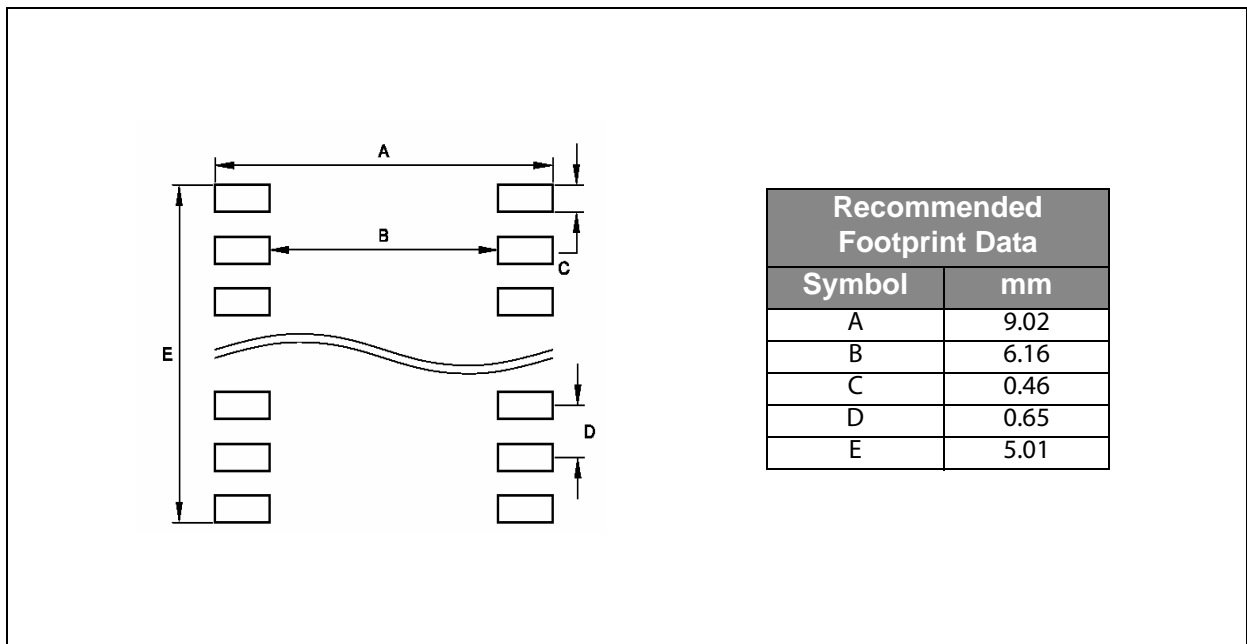 A
B
C
E
D
Recommended
Footprint Data
Symbol mm
A 9.02
B 6.16
C 0.46
D 0.65
E 5.01